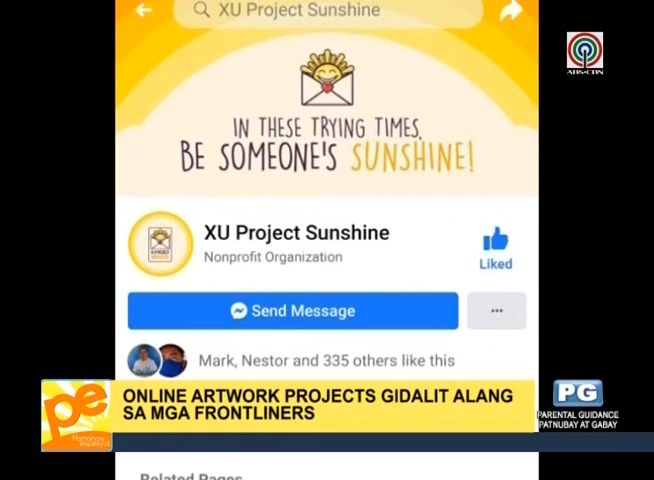 XU Project Sunshine
ABS-CBN
IN THESE TRYING TIMES,
BE SOMEONE'S SUNSHINE!
XU Project Sunshine
Nonprofit Organization
Liked
Send Message
Mark, Nestor and 335 others like this
pe
ONLINE ARTWORK PROJECTS GIDALIT ALANG
SA MGA FRONTLINERS
PG
PARENTAL GUIDANCE
PATNUBAY AT GABAY
Related Pages